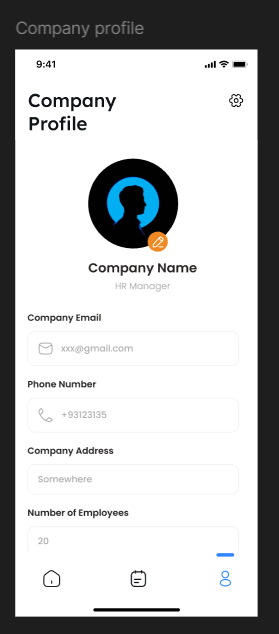 Company profile
9:41
Company
Profile
Company Name
HR Manager
Company Email
xxx@gmail.com
Phone Number
+93123135
Company Address
Somewhere
Number of Employees
20